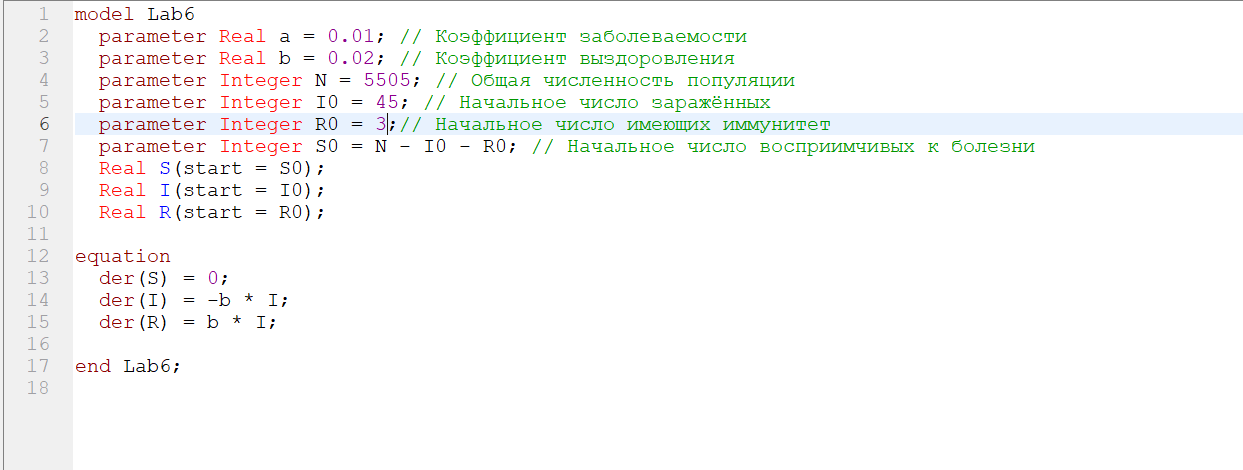 1 model Lab6
2   parameter Real a = 0.01; // Коэффициент заболеваемости
3   parameter Real b = 0.02; // Коэффициент выздоровления
4   parameter Integer N = 5505; // Общая численность популяции
5   parameter Integer I0 = 45; // Начальное число заражённых
6   parameter Integer R0 = 3;// Начальное число имеющих иммунитет
7   parameter Integer S0 = N - I0 - R0; // Начальное число восприимчивых к болезни
8   Real S(start = S0);
9   Real I(start = I0);
10   Real R(start = R0);
11
12 equation
13   der(S) = 0;
14   der(I) = -b * I;
15   der(R) = b * I;
16
17 end Lab6;
18